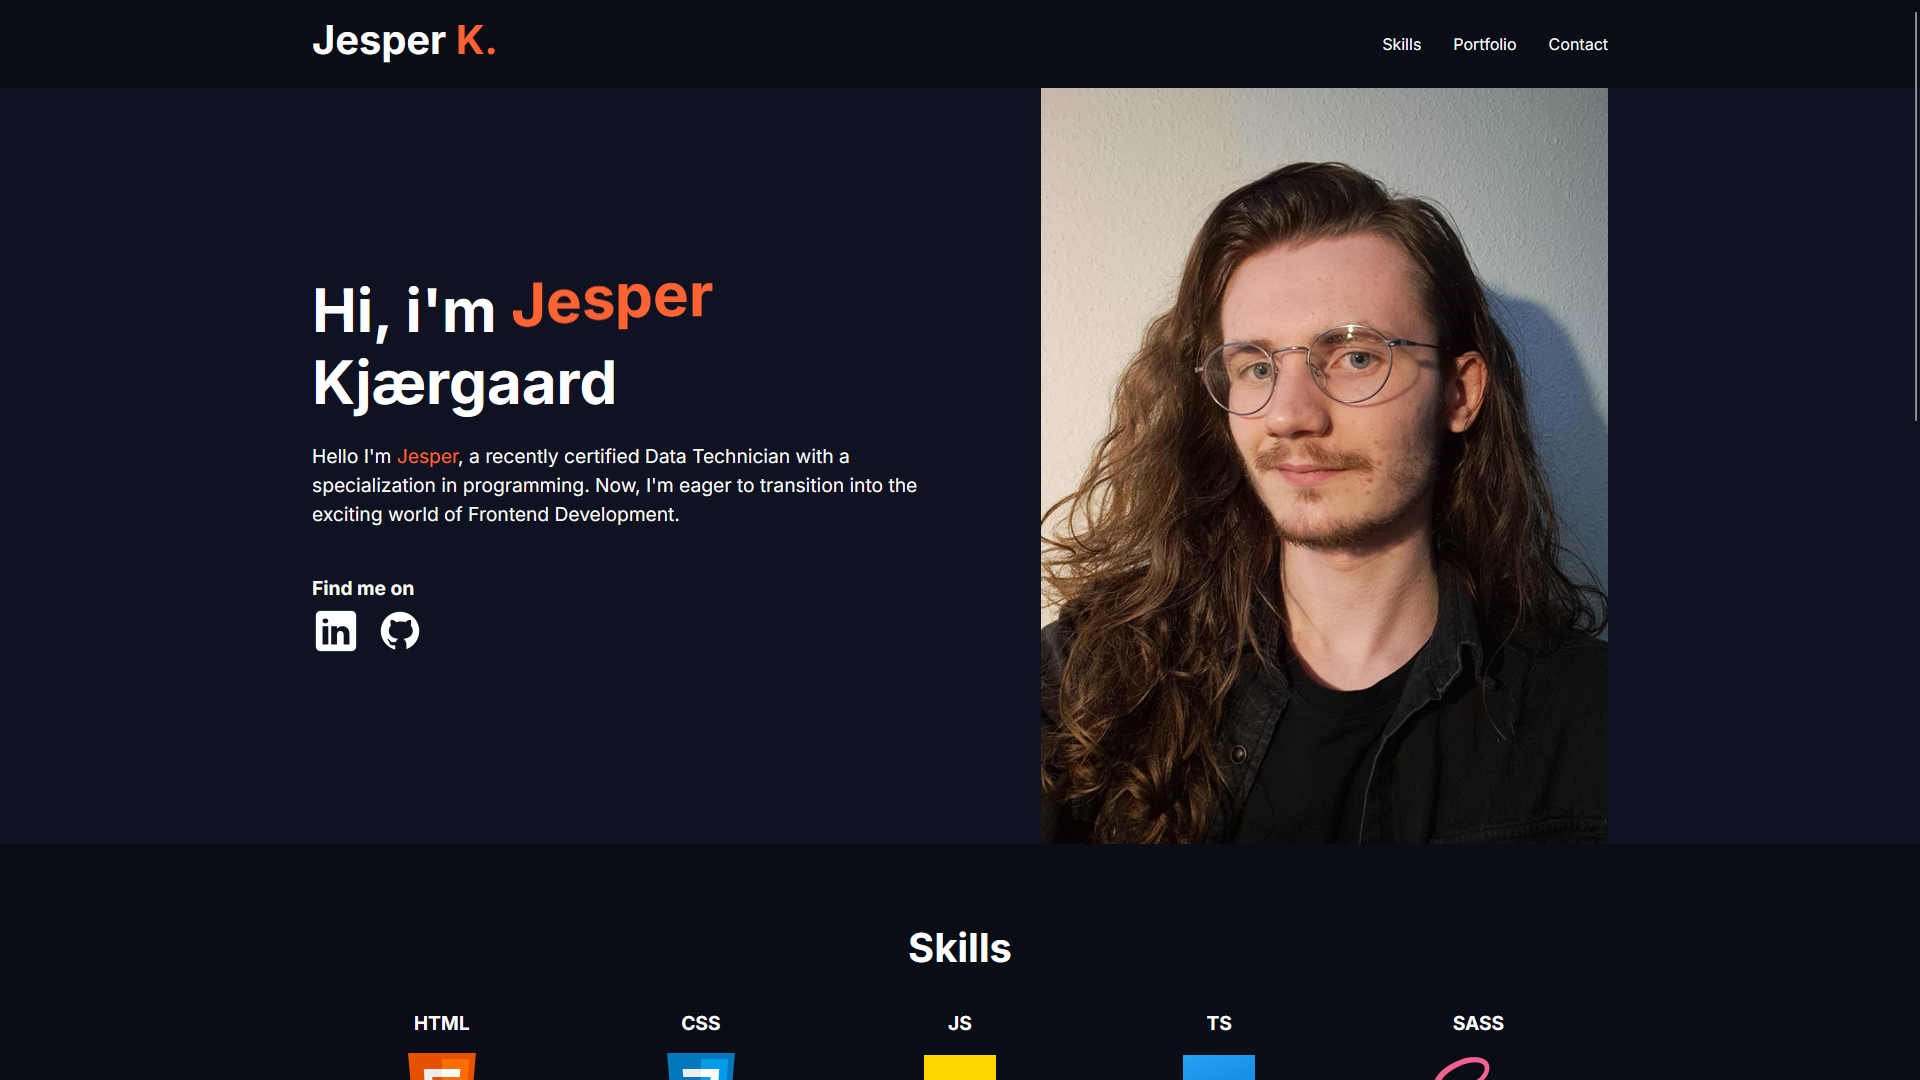 Jesper K.
Skills
Portfolio
Contact
Hi, i'm Jesper
Kjærgaard
Hello I'm Jesper, a recently certified Data Technician with a
specialization in programming. Now, I'm eager to transition into the
exciting world of Frontend Development.
Find me on
in
Skills
HTML
CSS
JS
TS
SASS